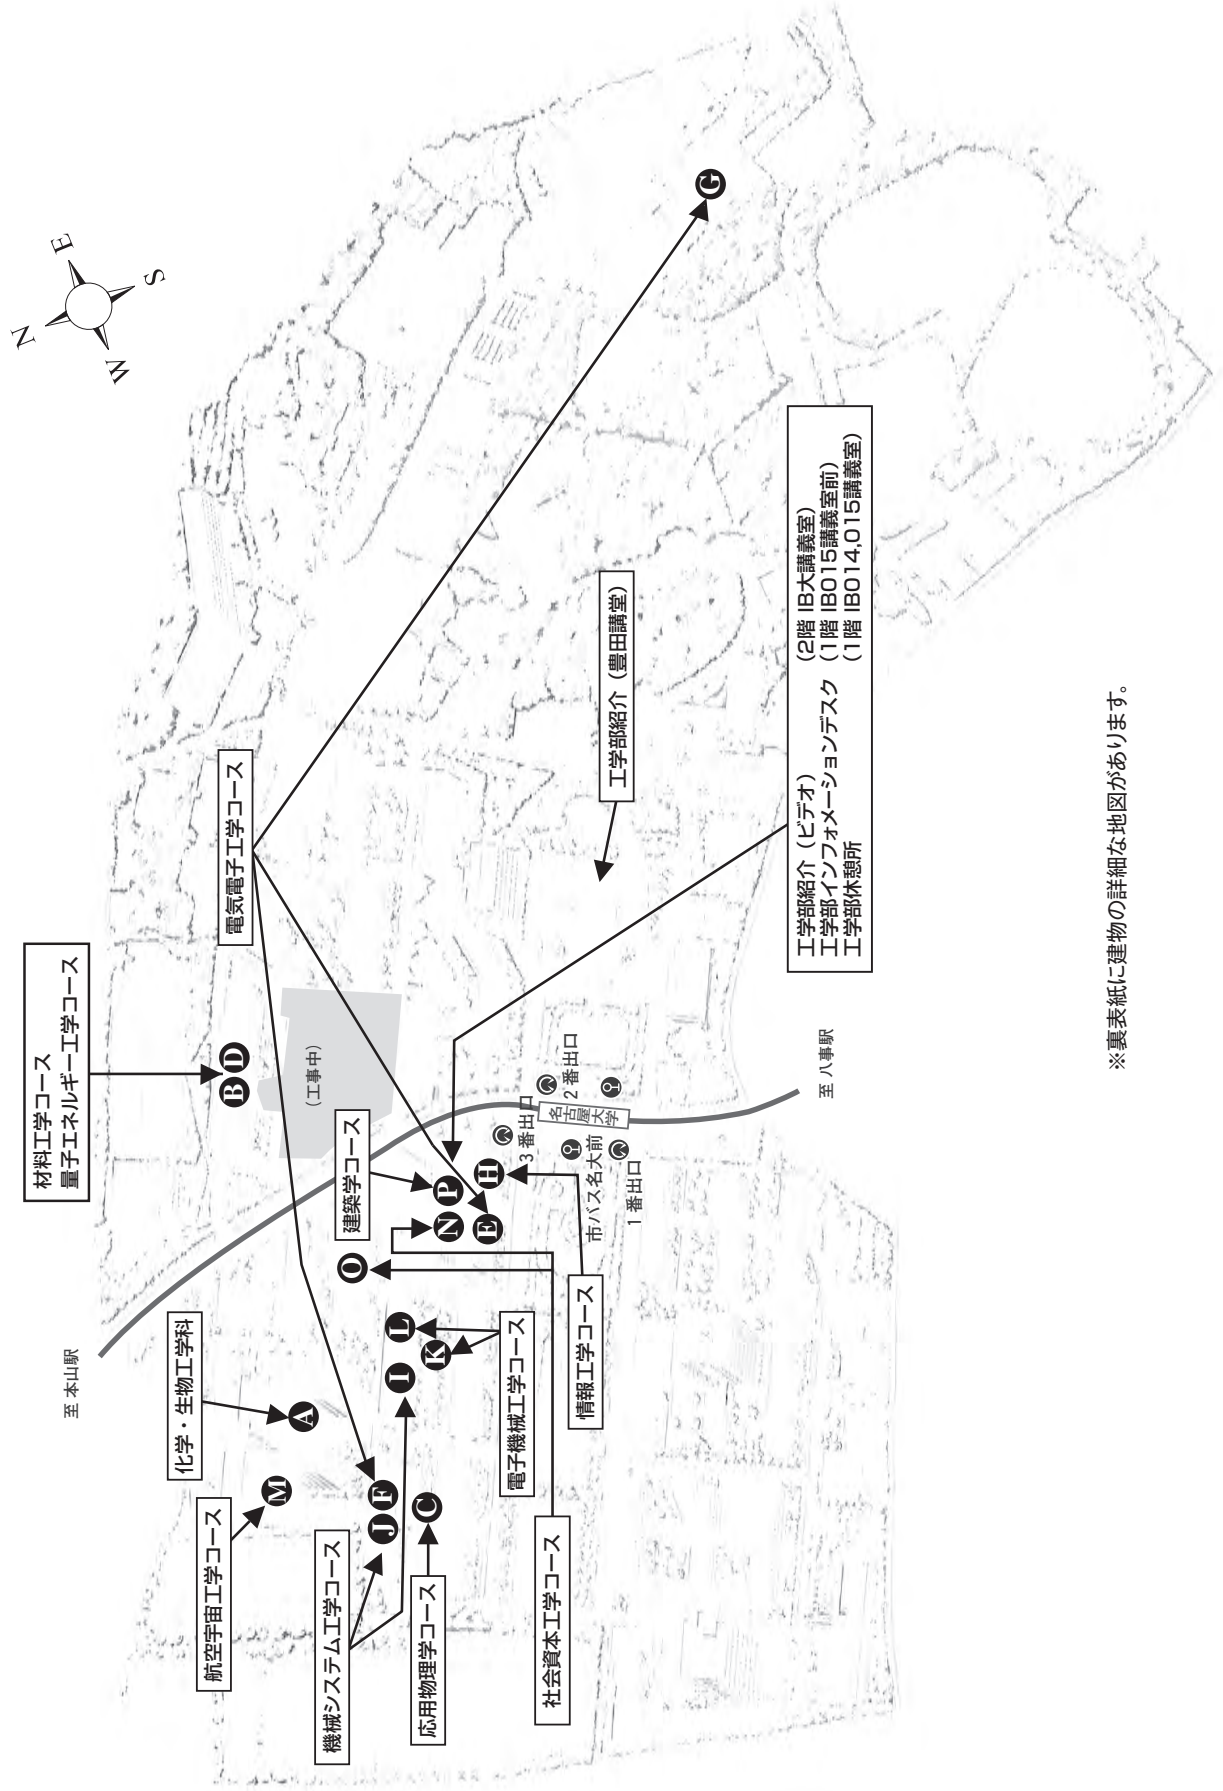 N
E
S
W
材料工学コース
量子エネルギー工学コース
B
D
電気電子工学コース
G
(工事中)
至 本山駅
化学・生物工学科
A
航空宇宙工学コース
M
建築学コース
P
N
O
E
H
L
K
I
F
J
C
機械システム工学コース
応用物理学コース
電子機械工学コース
社会資本工学コース
情報工学コース
3番出口
2番出口
名古屋大学
市バス名大前
1番出口
至 八事駅
工学部紹介(豊田講堂)
工学部紹介(ビデオ) (2階 IB大講義室)
工学部インフォメーションデスク (1階 IB015講義室前)
工学部休憩所 (1階 IB014,015講義室)
※裏表紙に建物の詳細な地図があります。